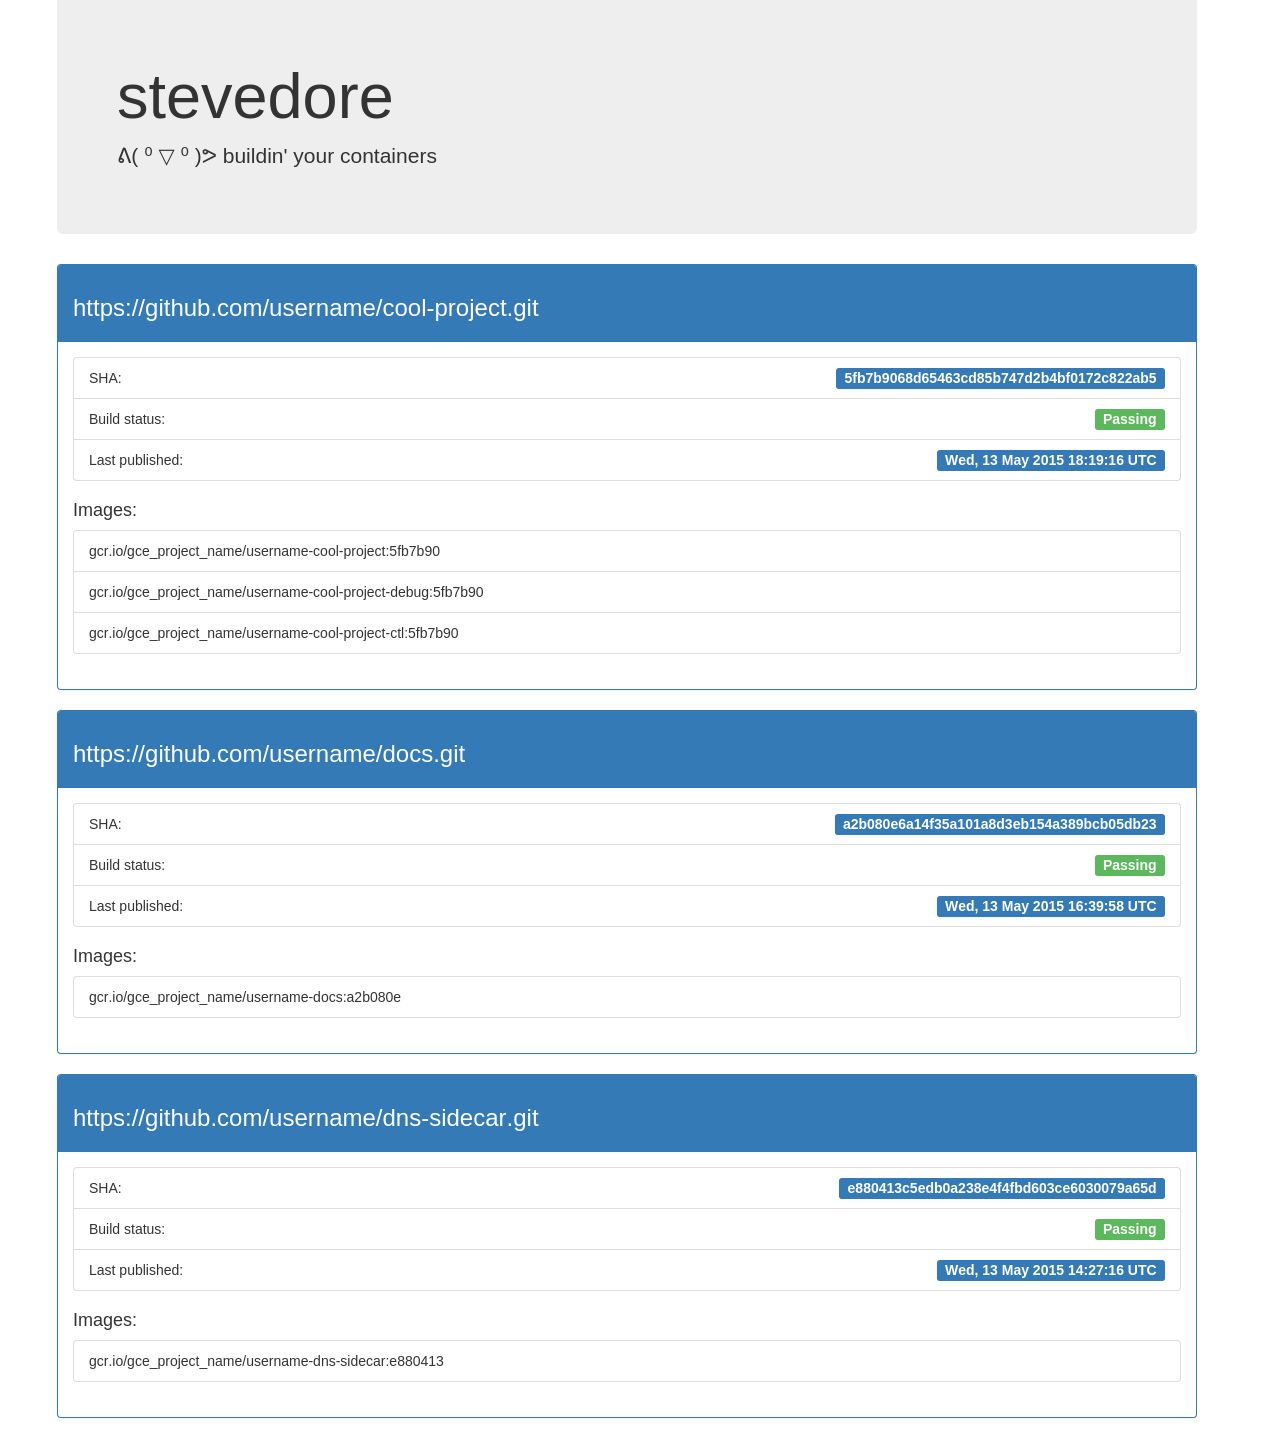 stevedore
ᕕ( ⁰ ▽ ⁰ )ᕗ buildin' your containers
https://github.com/username/cool-project.git
SHA: 5fb7b9068d65463cd85b747d2b4bf0172c822ab5
Build status: Passing
Last published: Wed, 13 May 2015 18:19:16 UTC
Images:
gcr.io/gce_project_name/username-cool-project:5fb7b90
gcr.io/gce_project_name/username-cool-project-debug:5fb7b90
gcr.io/gce_project_name/username-cool-project-ctl:5fb7b90
https://github.com/username/docs.git
SHA: a2b080e6a14f35a101a8d3eb154a389bcb05db23
Build status: Passing
Last published: Wed, 13 May 2015 16:39:58 UTC
Images:
gcr.io/gce_project_name/username-docs:a2b080e
https://github.com/username/dns-sidecar.git
SHA: e880413c5edb0a238e4f4fbd603ce6030079a65d
Build status: Passing
Last published: Wed, 13 May 2015 14:27:16 UTC
Images:
gcr.io/gce_project_name/username-dns-sidecar:e880413